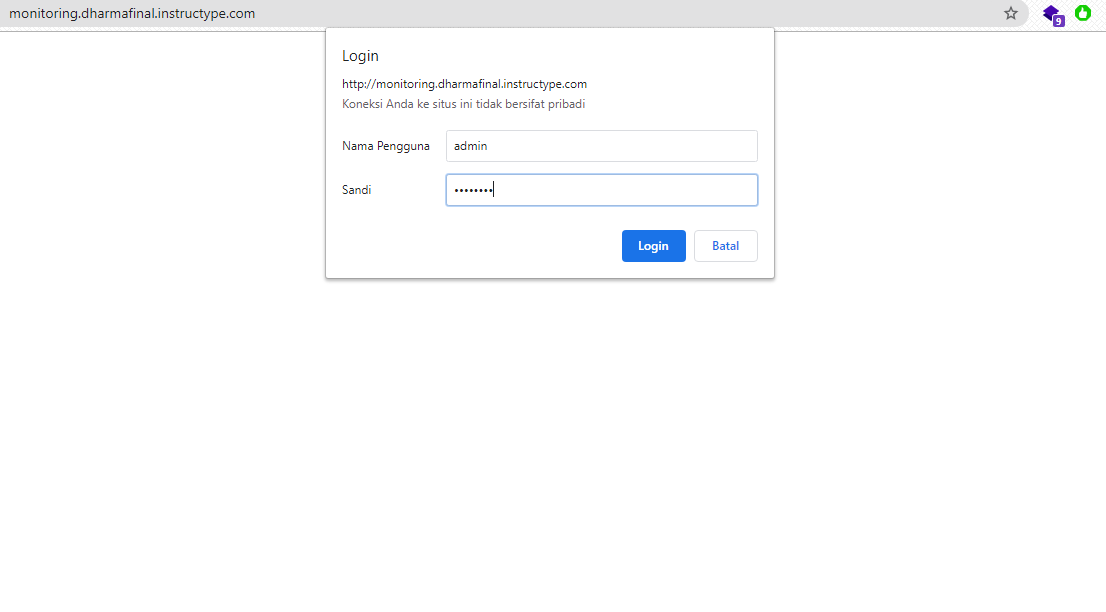 monitoring.dharmafinal.instructype.com
9
Login
http://monitoring.dharmafinal.instructype.com
Koneksi Anda ke situs ini tidak bersifat pribadi
Nama Pengguna admin
Sandi ••••••••
Login Batal